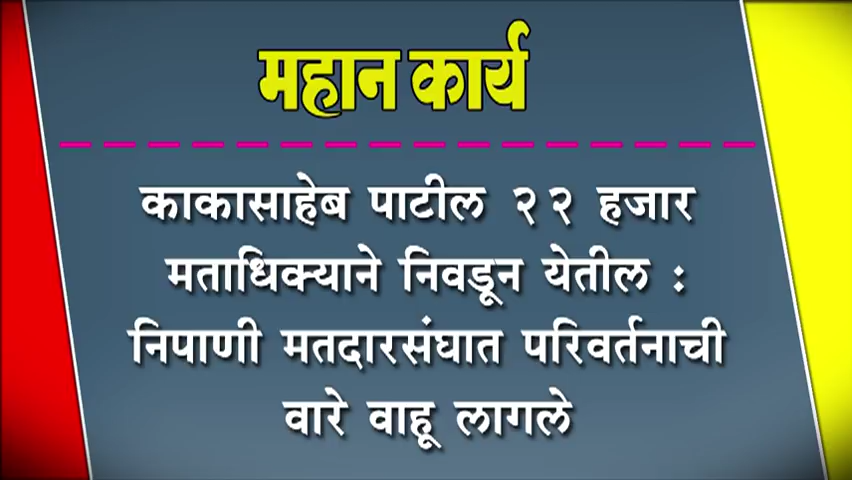 महान कार्य
काकासाहेब पाटील २२ हजार
मताधिक्याने निवडून येतील :
निपाणी मतदारसंघात परिवर्तनाची
वारे वाहू लागले